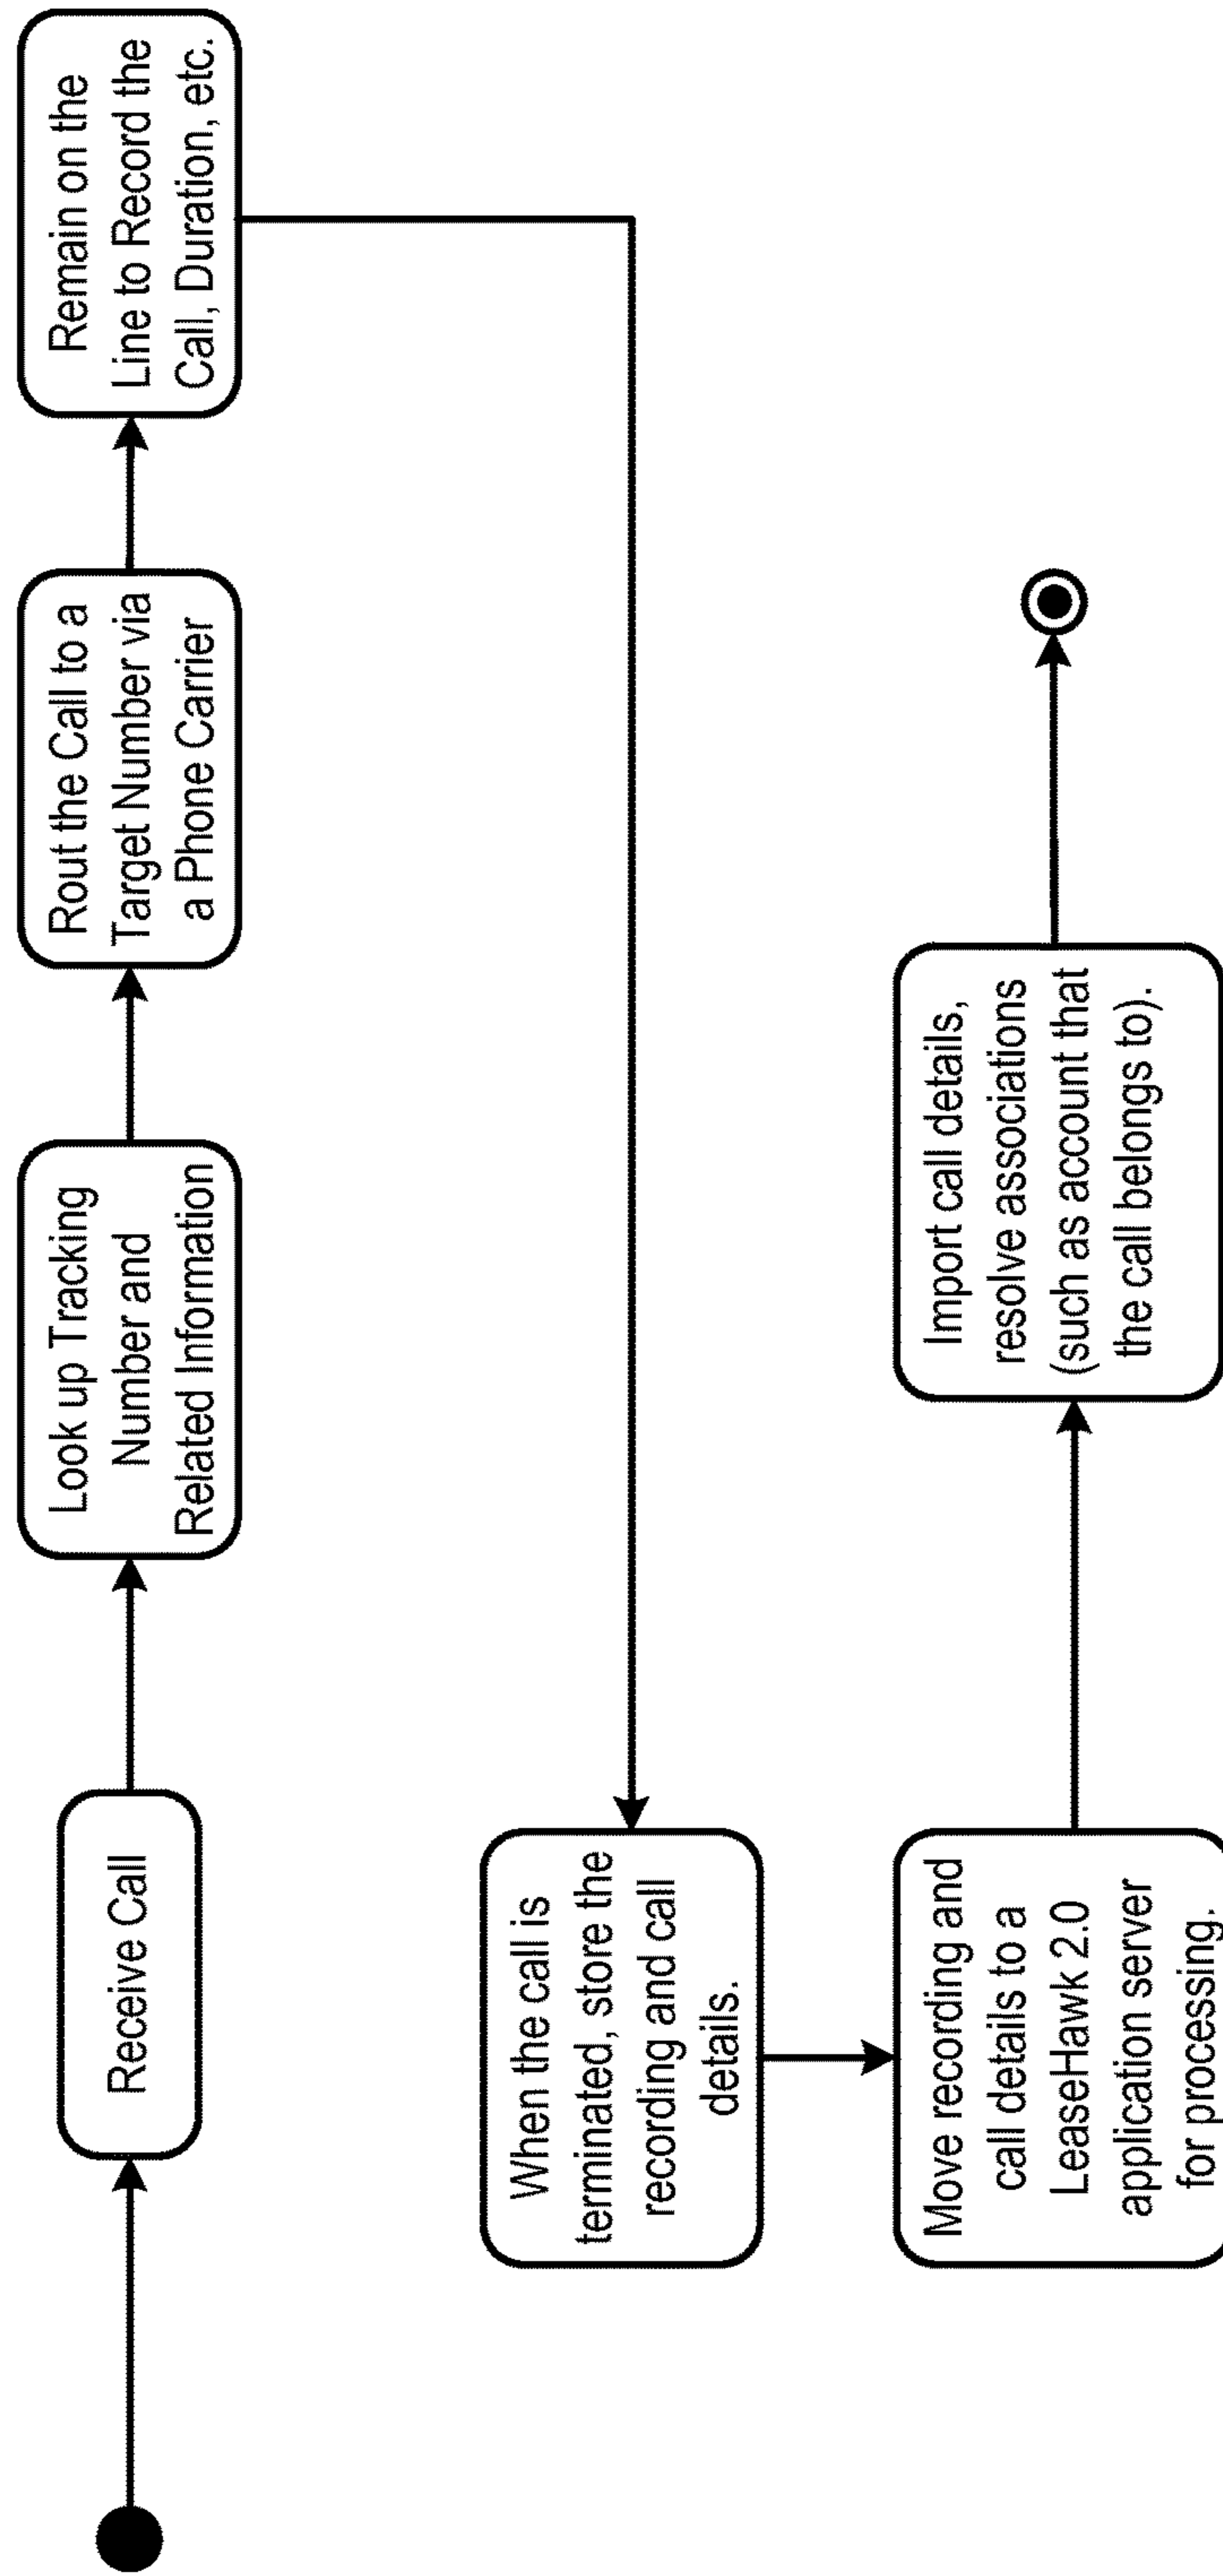 Receive Call
Look up Tracking
Number and
Related Information
Rout the Call to a
Target Number via
a Phone Carrier
Remain on the
Line to Record the
Call, Duration, etc.
When the call is
terminated, store the
recording and call
details.
Move recording and
call details to a
LeaseHawk 2.0
application server
for processing.
Import call details,
resolve associations
(such as account that
the call belongs to).